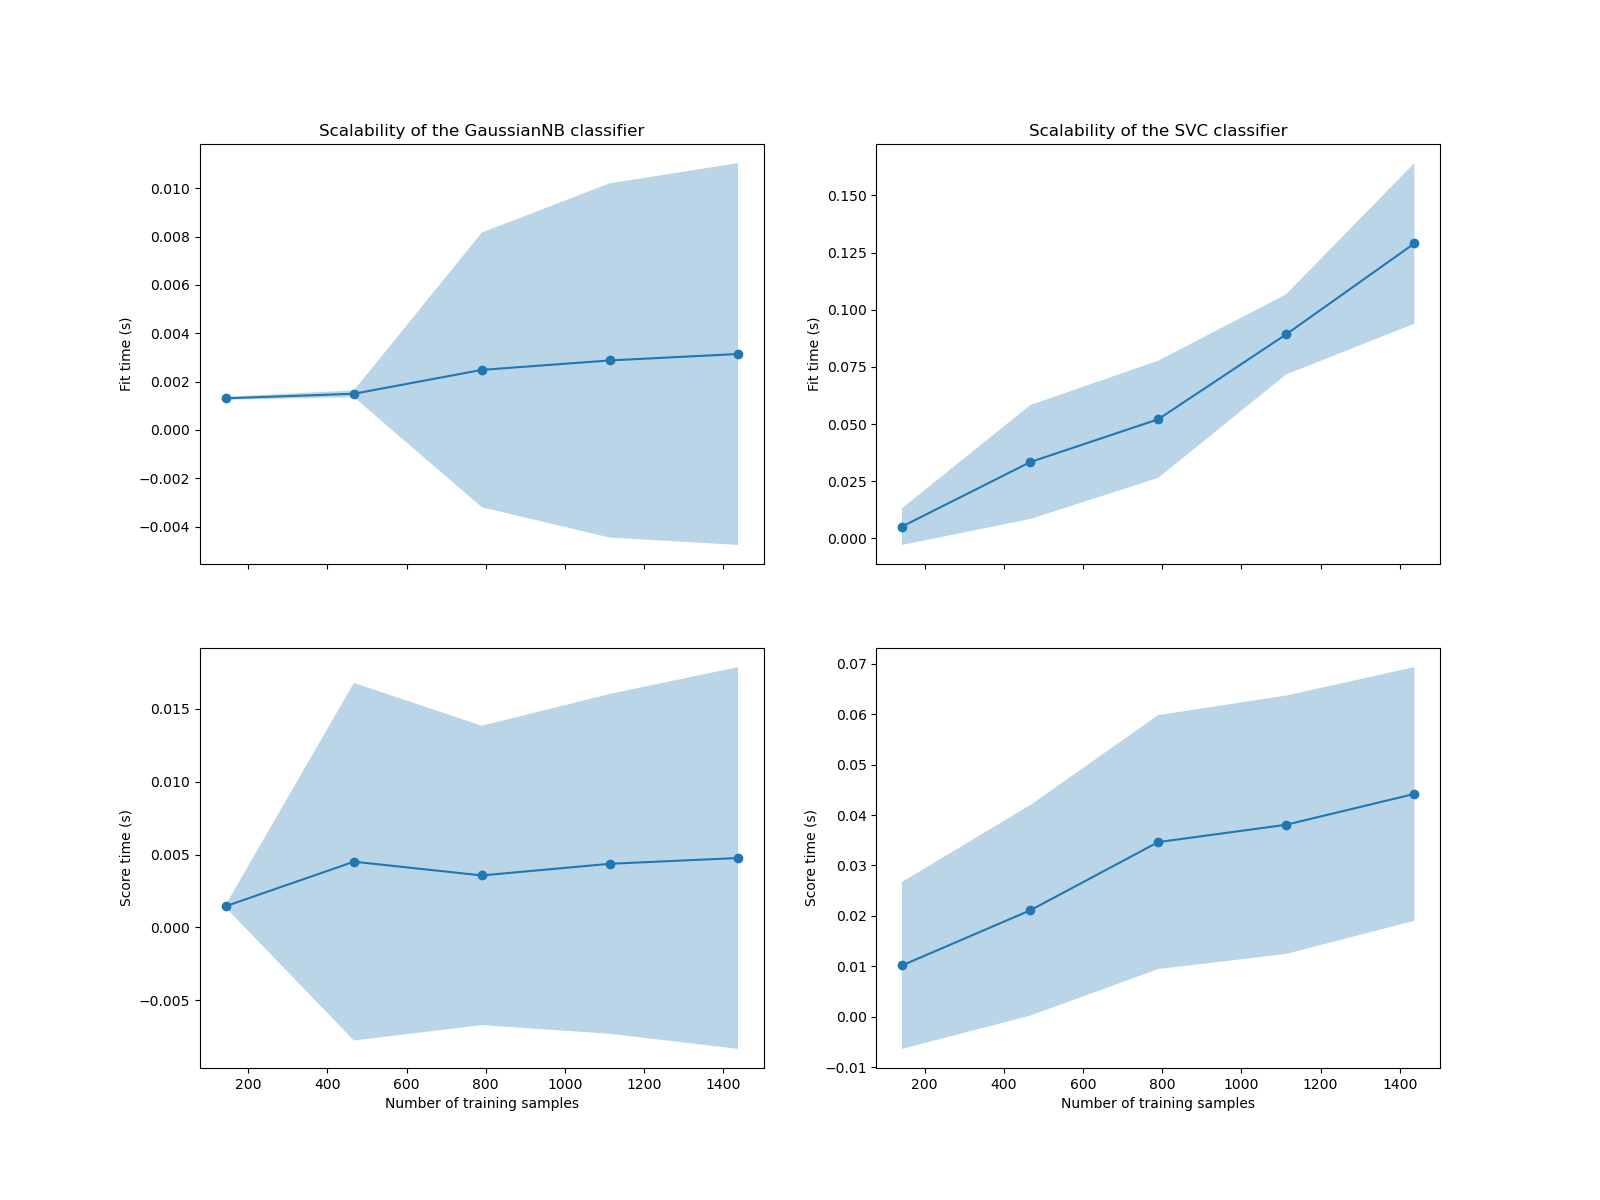 Scalability of the GaussianNB classifier
0.010
0.008
0.006
0.004
0.002
0.000
−0.002
−0.004
Fit time (s)
Scalability of the SVC classifier
0.150
0.125
0.100
0.075
0.050
0.025
0.000
Fit time (s)
0.015
0.010
0.005
0.000
−0.005
Score time (s)
200 400 600 800 1000 1200 1400
Number of training samples
0.07
0.06
0.05
0.04
0.03
0.02
0.01
0.00
−0.01
Score time (s)
200 400 600 800 1000 1200 1400
Number of training samples